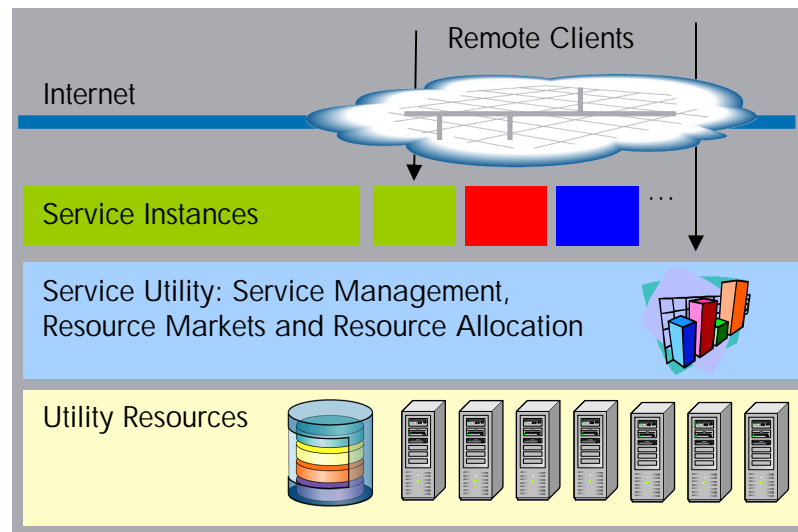 Remote Clients
Internet
Service Instances
...
Service Utility: Service Management,
Resource Markets and Resource Allocation
Utility Resources